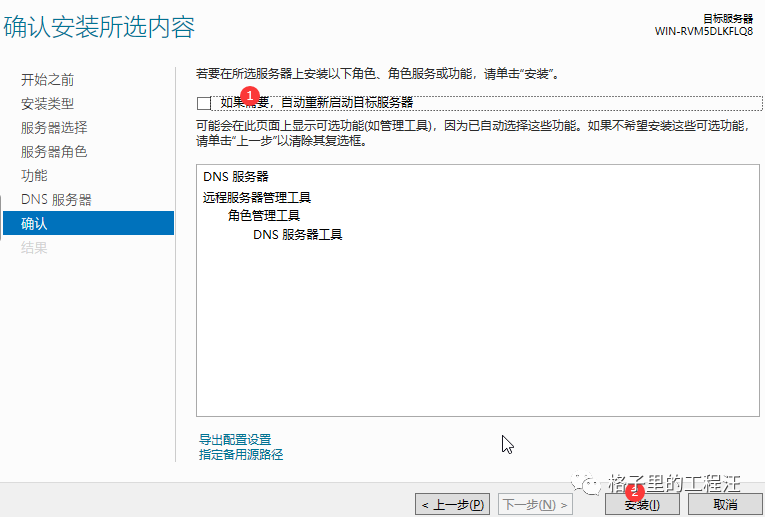 确认安装所选内容
目标服务器
WIN-RVM5DLKFLQ8
开始之前
安装类型
服务器选择
服务器角色
功能
DNS 服务器
确认
结果
若要在所选服务器上安装以下角色、角色服务或功能，请单击“安装”。
1
如果需要，自动重新启动目标服务器
可能会在此页面上显示可选功能(如管理工具)，因为已自动选择这些功能。如果不希望安装这些可选功能，
请单击“上一步”以清除其复选框。
DNS 服务器
远程服务器管理工具
角色管理工具
DNS 服务器工具
导出配置设置
指定备用源路径
格子里的工程汪
2
< 上一步(P)
下一步(N) >
安装(I)
取消